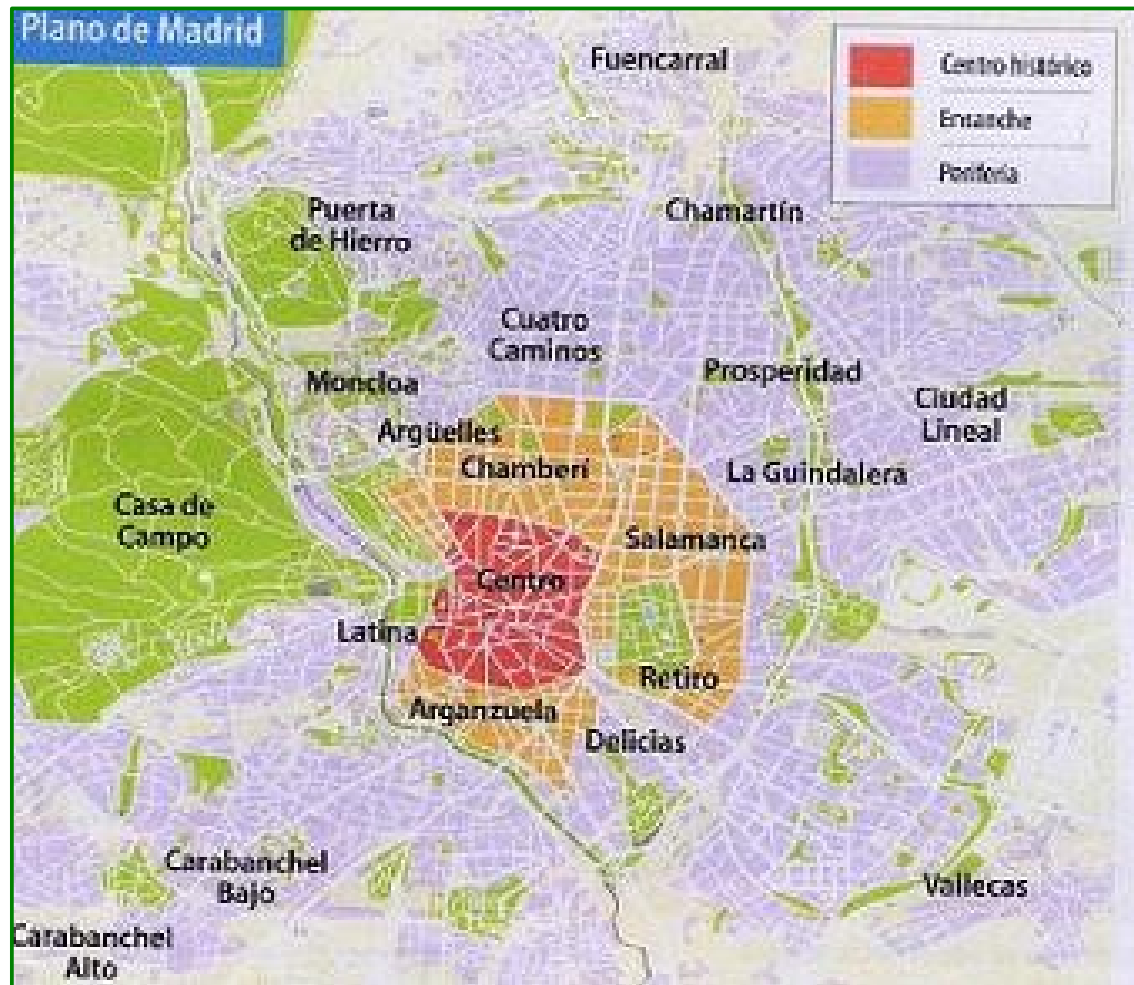 Plano de Madrid
Fuencarral
Centro histórico
Ensanche
Periferia
Puerta
de Hierro
Chamartín
Cuatro
Caminos
Prosperidad
Ciudad
Lineal
Moncloa
Argüelles
Chamberí
La Guindalera
Casa de
Campo
Salamanca
Centro
Latina
Retiro
Arganzuela
Delicias
Carabanchel
Bajo
Vallecas
Carabanchel
Alto